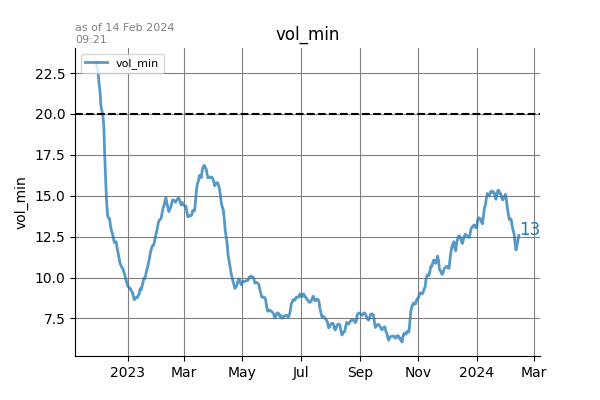 as of 14 Feb 2024
09:21
vol_min
vol_min
22.5
20.0
17.5
15.0
12.5
10.0
7.5
vol_min
13
2023
Mar
May
Jul
Sep
Nov
2024
Mar